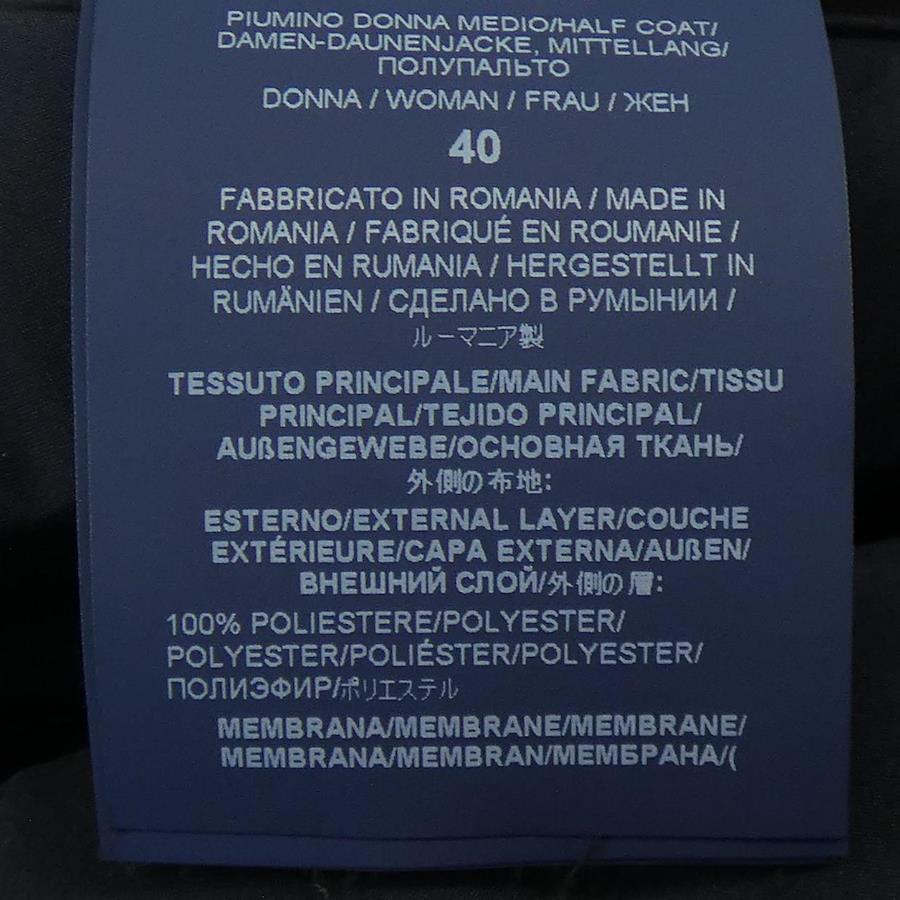 PIUMINO DONNA MEDIO/HALF COAT/
DAMEN-DAUNENJACKE, MITTELLANG/
ПОЛУПАЛЬТО
DONNA / WOMAN / FRAU / ЖЕН
40
FABBRICATO IN ROMANIA / MADE IN
ROMANIA / FABRIQUÉ EN ROUMANIE /
HECHO EN RUMANIA / HERGESTELLT IN
RUMÄNIEN / СДЕЛАНО В РУМЫНИИ /
ルーマニア製
TESSUTO PRINCIPALE/MAIN FABRIC/TISSU
PRINCIPAL/TEJIDO PRINCIPAL/
AUßENGEWEBE/ОСНОВНАЯ ТКАНЬ/
外側の布地:
ESTERNO/EXTERNAL LAYER/COUCHE
EXTÉRIEURE/CAPA EXTERNA/AUßEN/
ВНЕШНИЙ СЛОЙ/外側の層:
100% POLIESTERE/POLYESTER/
POLYESTER/POLIÉSTER/POLYESTER/
ПОЛИЭФИР/ポリエステル
MEMBRANA/MEMBRANE/MEMBRANE/
MEMBRANA/MEMBRAN/МЕМБРАНА/(